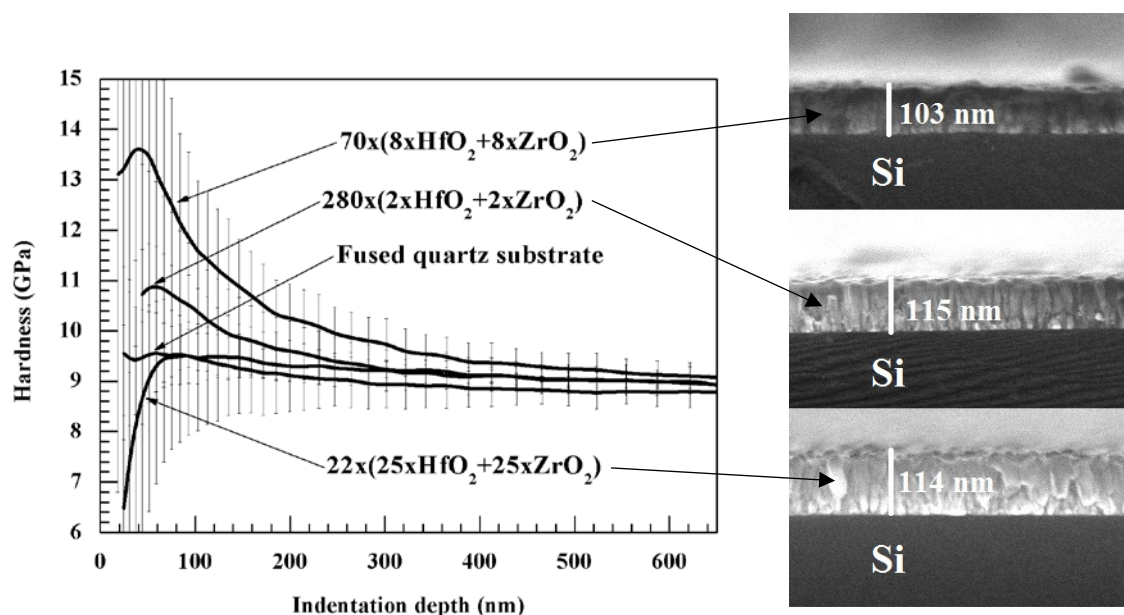 15
14
13
12
11
10
9
8
7
6
Hardness (GPa)
0
100
200
300
400
500
600
Indentation depth (nm)
70x(8xHfO₂+8xZrO₂)
280x(2xHfO₂+2xZrO₂)
Fused quartz substrate
22x(25xHfO₂+25xZrO₂)
103 nm
Si
115 nm
Si
114 nm
Si